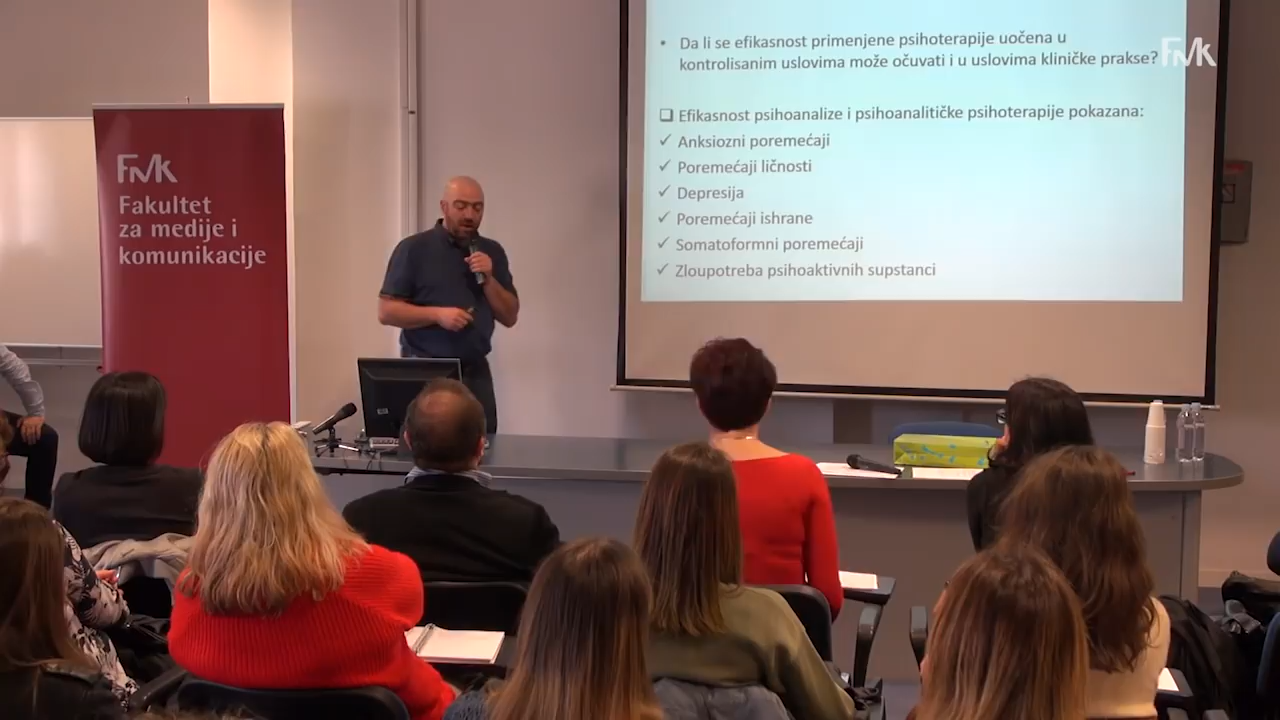 • Da li se efikasnost primenjene psihoterapije uočena u
kontrolisanim uslovima može očuvati i u uslovima kliničke prakse?
❑ Efikasnost psihoanalize i psihoanalitičke psihoterapije pokazana:
✓ Anksiozni poremećaji
✓ Poremećaji ličnosti
✓ Depresija
✓ Poremećaji ishrane
✓ Somatoformni poremećaji
✓ Zloupotreba psihoaktivnih supstanci
FMK
FMK
Fakultet
za medije i
komunikacije